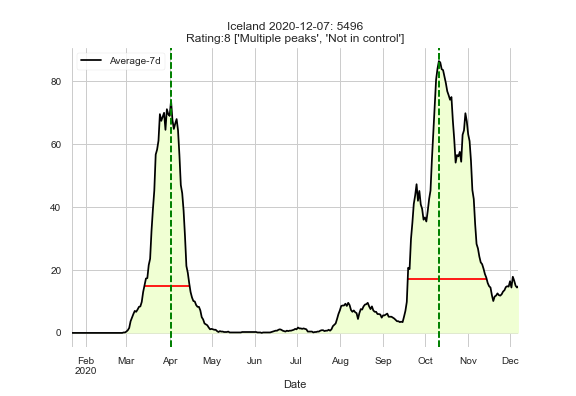 Iceland 2020-12-07: 5496
Rating:8 ['Multiple peaks', 'Not in control']
Average-7d
80
60
40
20
0
Feb Mar Apr May Jun Jul Aug Sep Oct Nov Dec
2020
Date